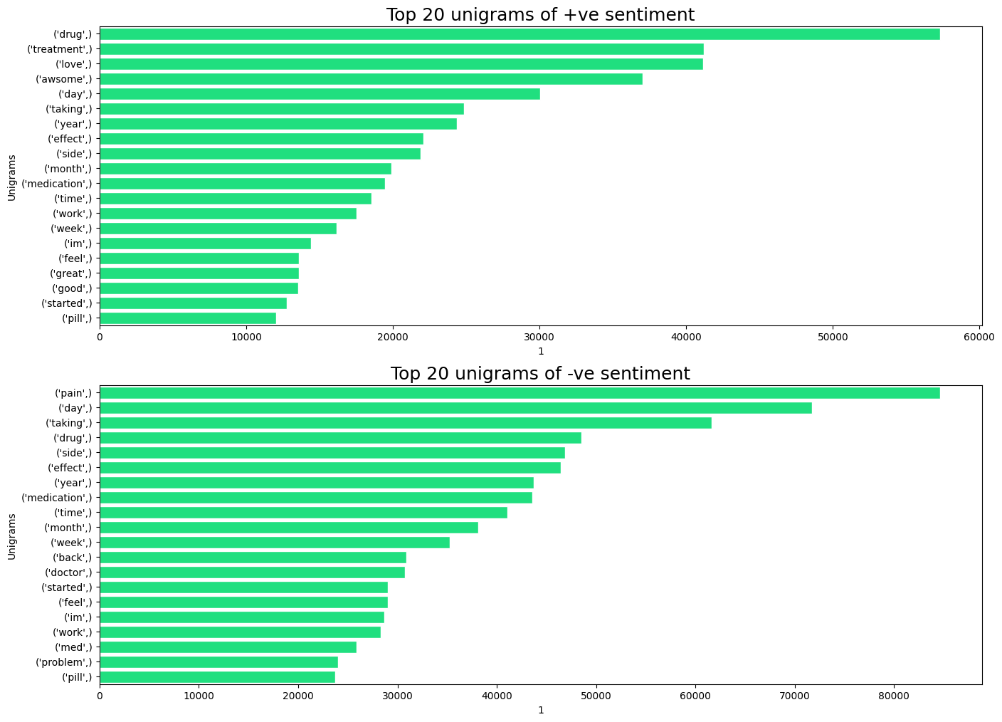 Top 20 unigrams of +ve sentiment
Unigrams
('drug',)
('treatment',)
('love',)
('awsome',)
('day',)
('taking',)
('year',)
('effect',)
('side',)
('month',)
('medication',)
('time',)
('work',)
('week',)
('im',)
('feel',)
('great',)
('good',)
('started',)
('pill',)
0 10000 20000 30000 40000 50000 60000
1
Top 20 unigrams of -ve sentiment
Unigrams
('pain',)
('day',)
('taking',)
('drug',)
('side',)
('effect',)
('year',)
('medication',)
('time',)
('month',)
('week',)
('back',)
('doctor',)
('started',)
('feel',)
('im',)
('work',)
('med',)
('problem',)
('pill',)
0 10000 20000 30000 40000 50000 60000 70000 80000
1